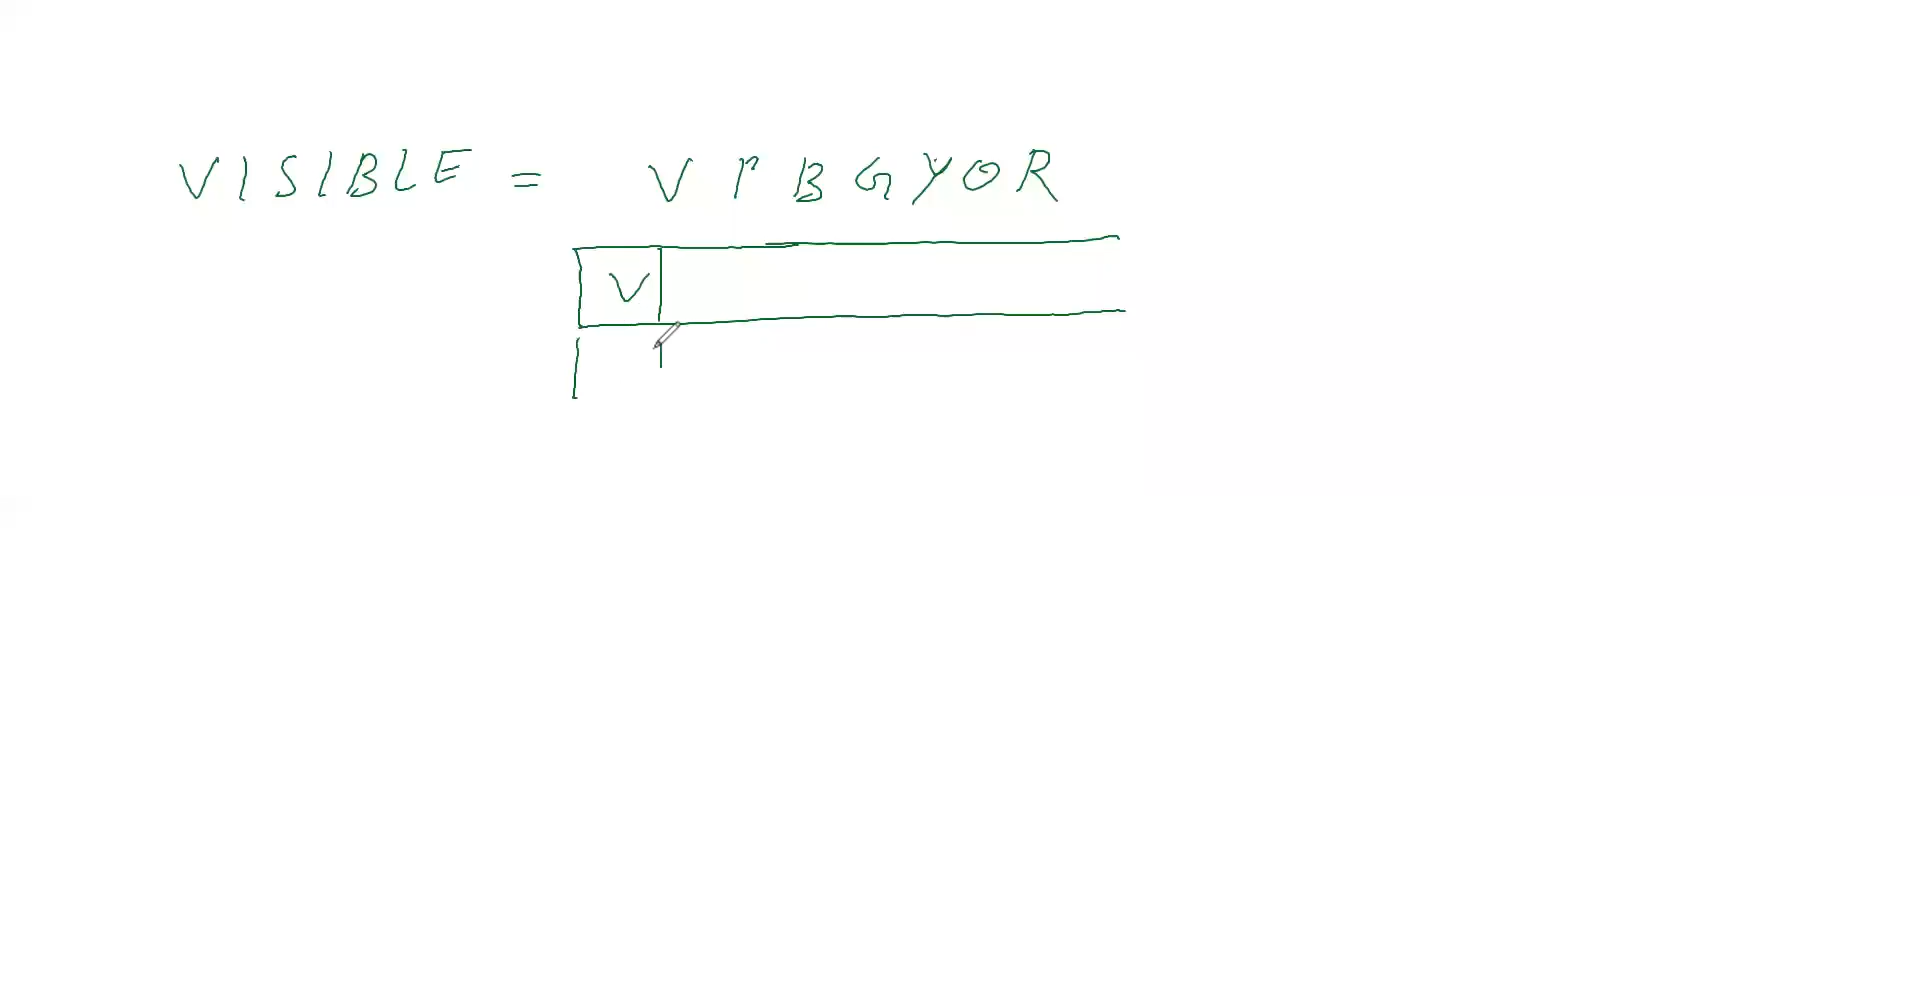 VISIBLE = V I B G Y O R
V